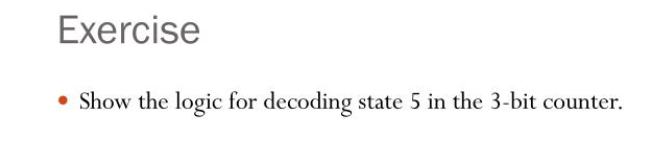 Exercise
• Show the logic for decoding state 5 in the 3-bit counter.